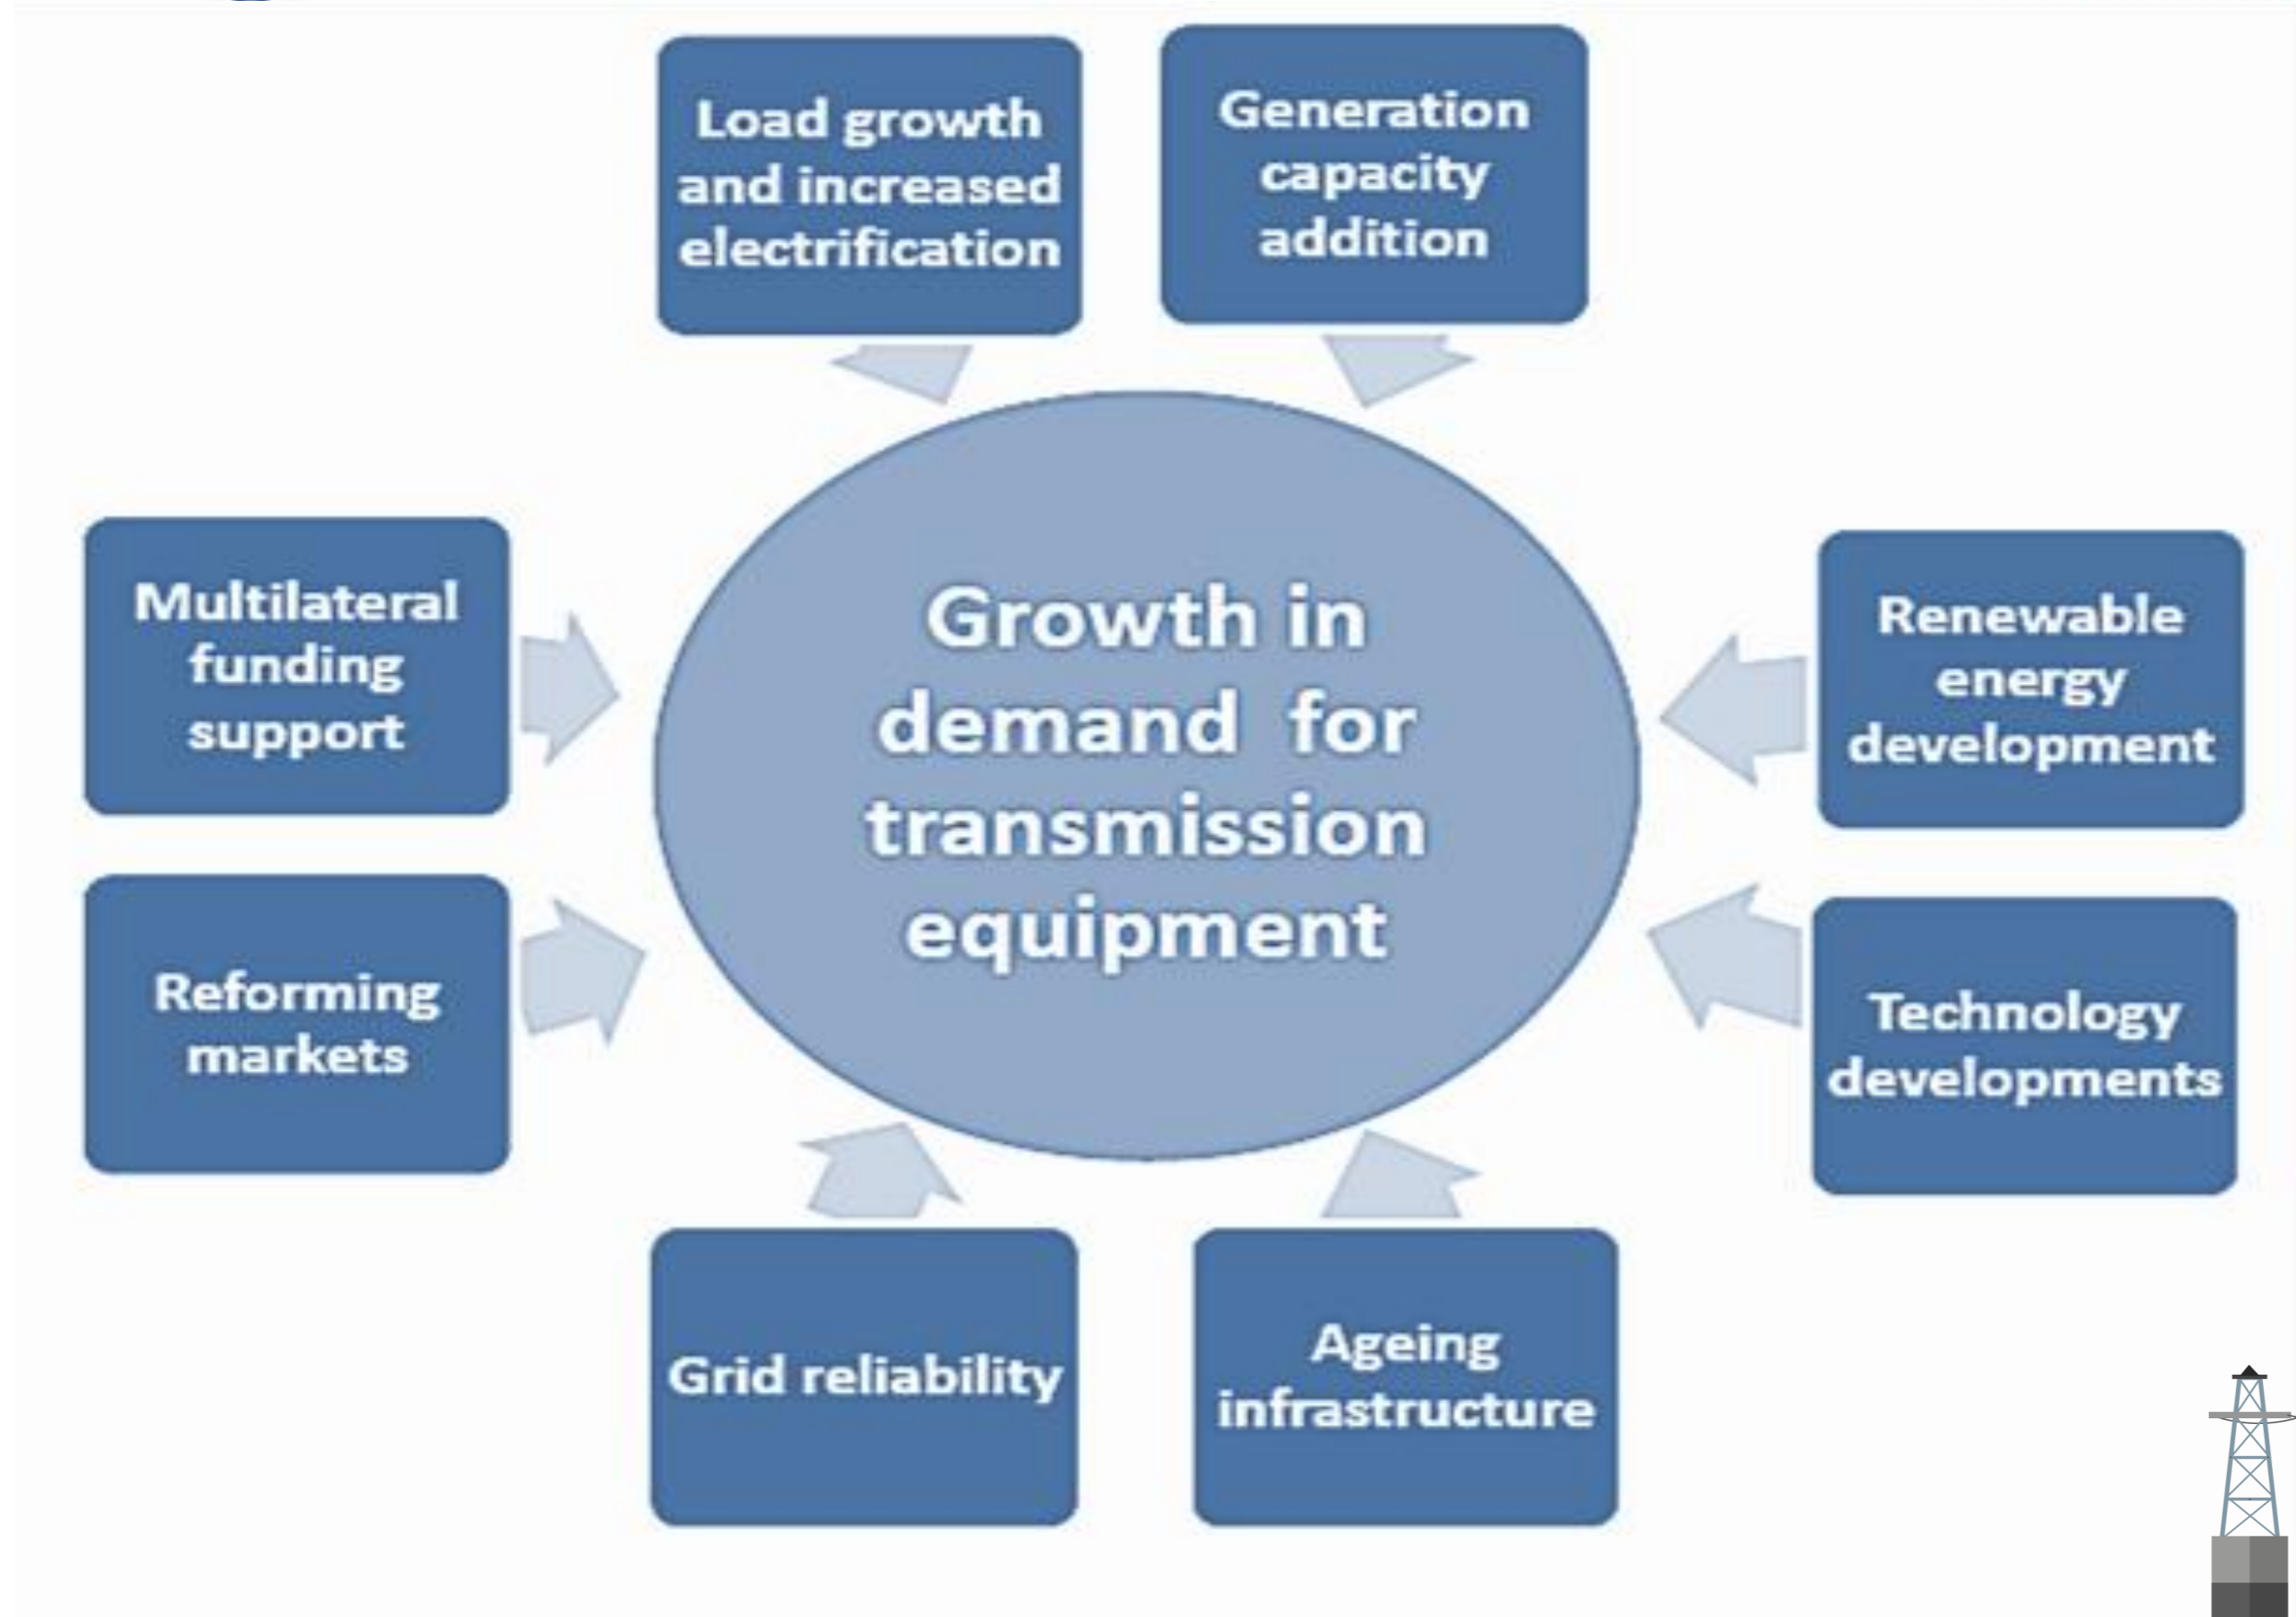 Load growth
and increased
electrification
Generation
capacity
addition
Multilateral
funding
support
Growth in
demand for
transmission
equipment
Renewable
energy
development
Reforming
markets
Technology
developments
Grid reliability
Ageing
infrastructure